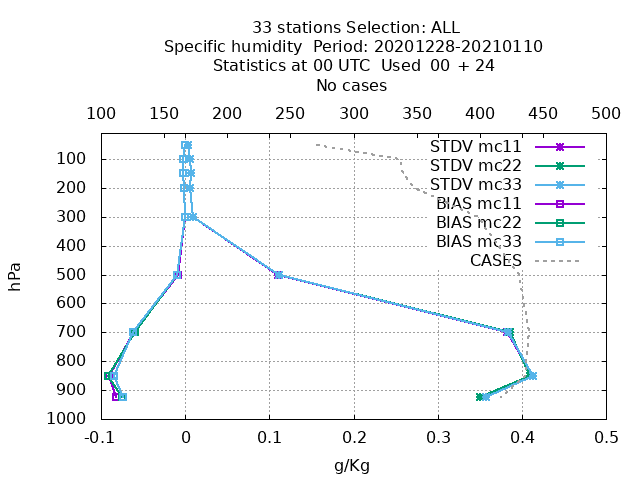 33 stations Selection: ALL
Specific humidity  Period: 20201228-20210110
Statistics at 00 UTC  Used  00 + 24
No cases
100 150 200 250 300 350 400 450 500
STDV mc11
STDV mc22
STDV mc33
BIAS mc11
BIAS mc22
BIAS mc33
CASES
100
200
300
400
500
600
700
800
900
1000
hPa
-0.1 0 0.1 0.2 0.3 0.4 0.5
g/Kg